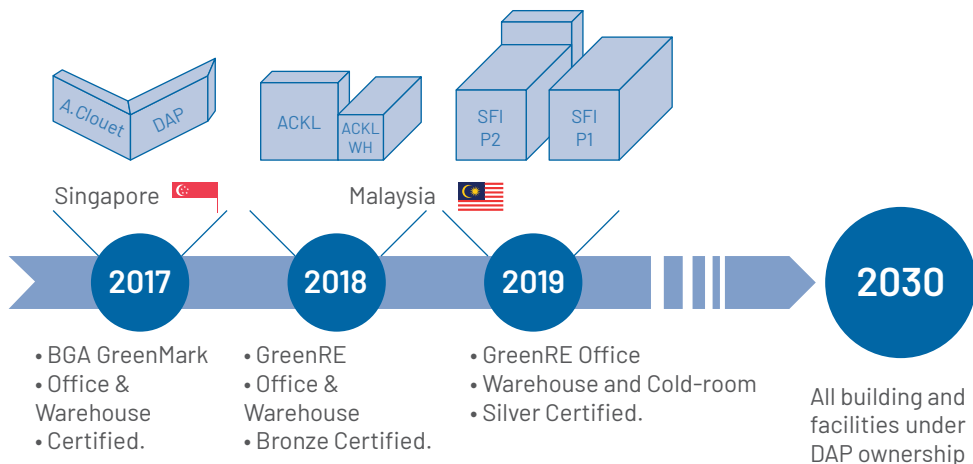 A. Clouet
DAP
ACKL
ACKL
WH
SFI
P2
SFI
P1
Singapore
Malaysia
2017
2018
2019
2030
• BGA GreenMark
• Office &
Warehouse
• Certified.
• GreenRE
• Office &
Warehouse
• Bronze Certified.
• GreenRE Office
• Warehouse and Cold-room
• Silver Certified.
All building and
facilities under
DAP ownership